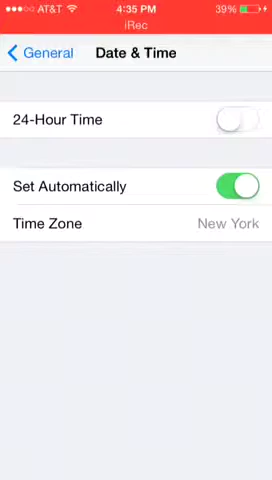 AT&T 4:35 PM 39%
iRec
General Date & Time
24-Hour Time
Set Automatically
Time Zone New York